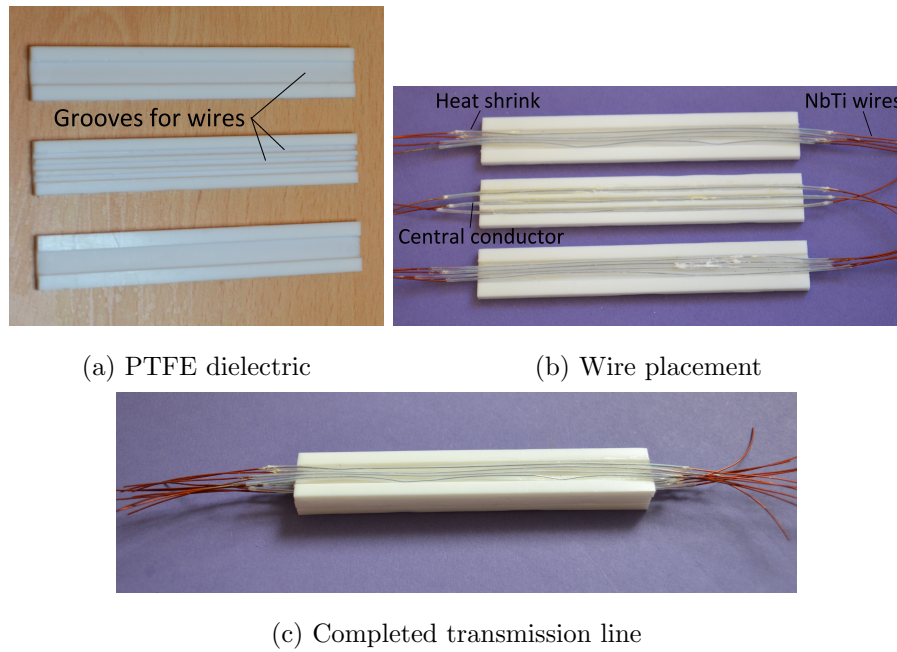 Grooves for wires
Heat shrink
NbTi wires
Central conductor
(a) PTFE dielectric
(b) Wire placement
(c) Completed transmission line